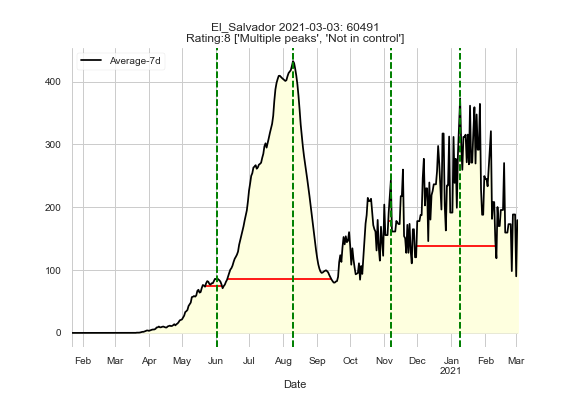 El_Salvador 2021-03-03: 60491
Rating:8 ['Multiple peaks', 'Not in control']
Average-7d
400
300
200
100
0
Feb Mar Apr May Jun Jul Aug Sep Oct Nov Dec Jan Feb Mar
2021
Date